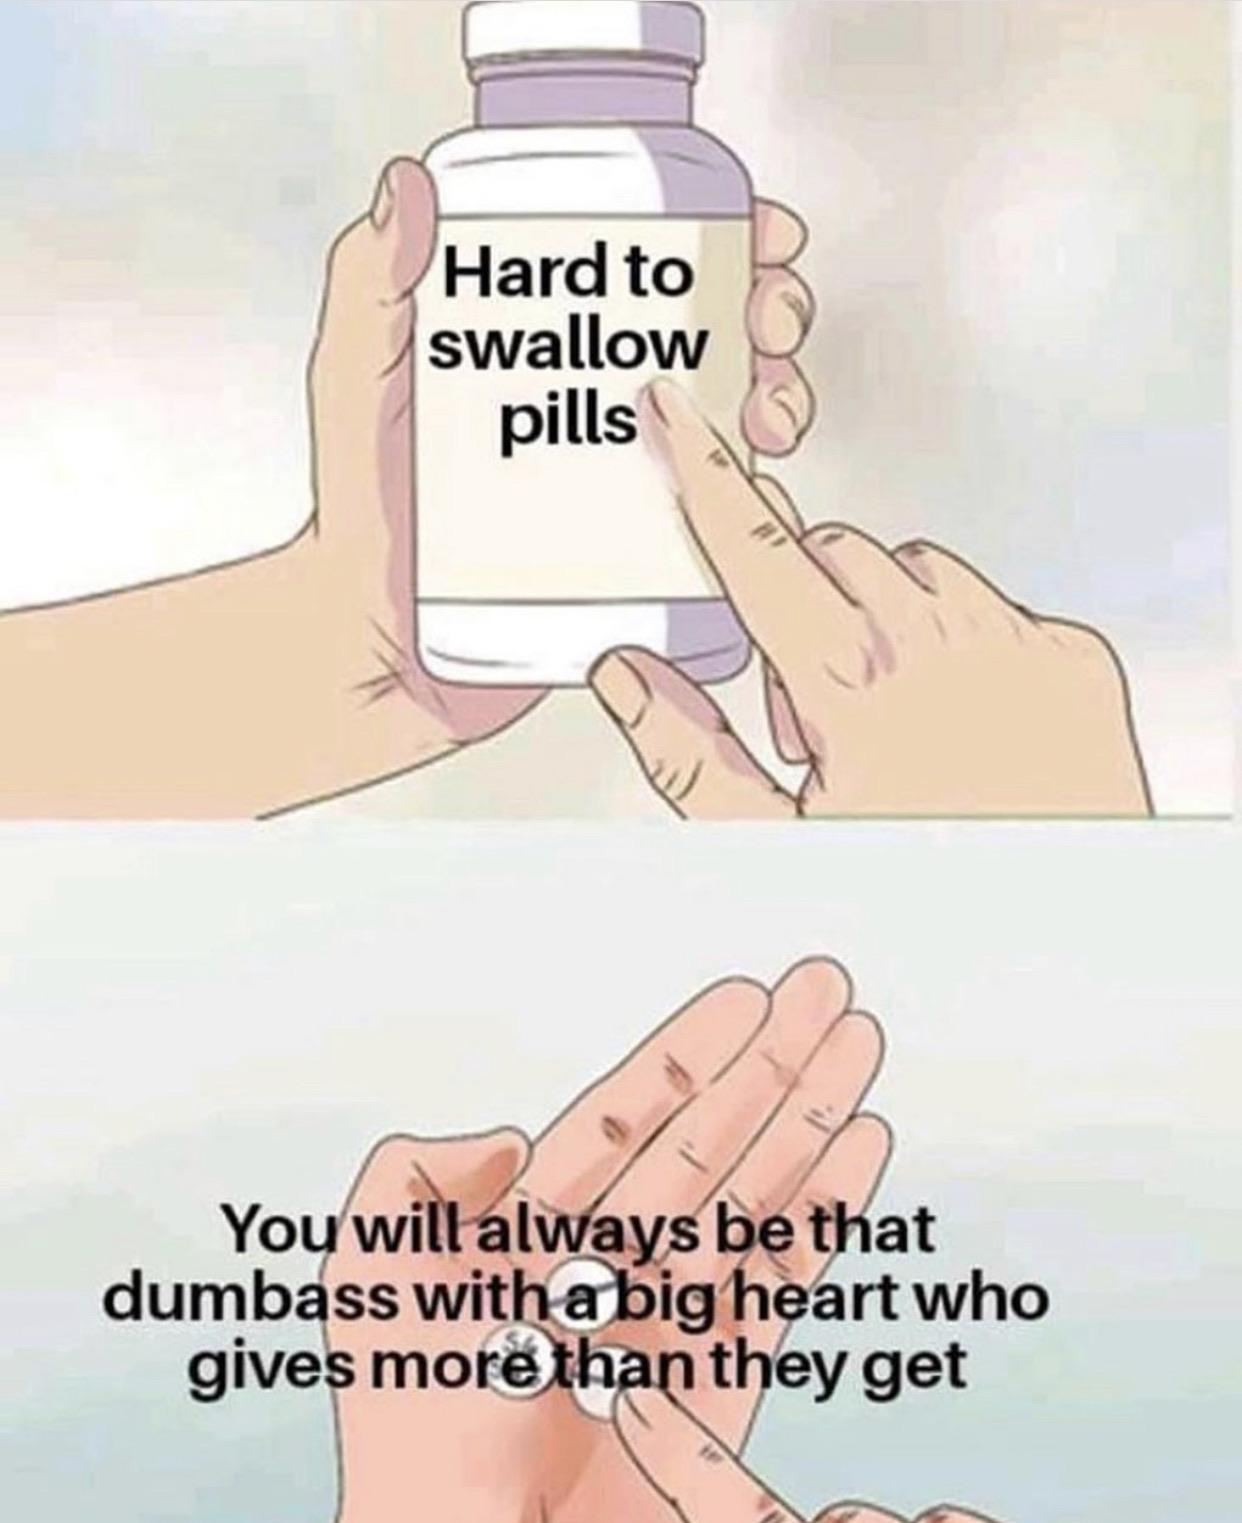 Hard to
swallow
pills
You will always be that
dumbass with a big heart who
gives more than they get